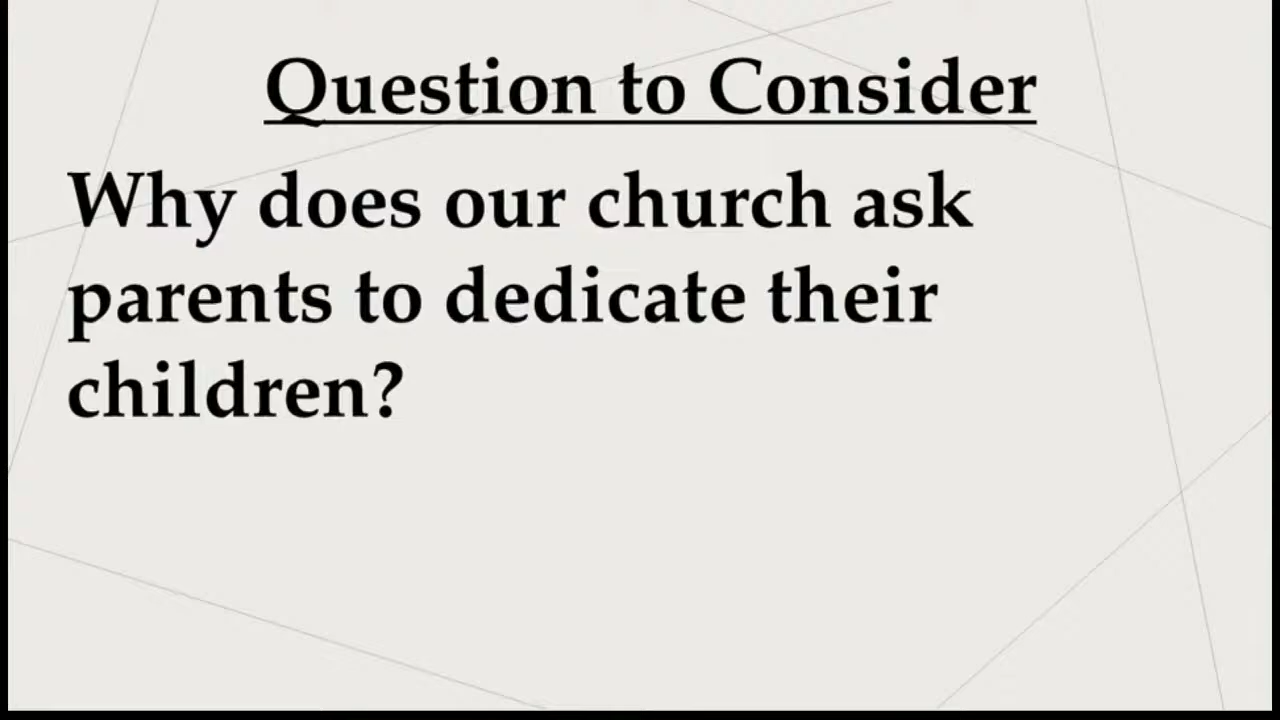 Question to Consider
Why does our church ask
parents to dedicate their
children?